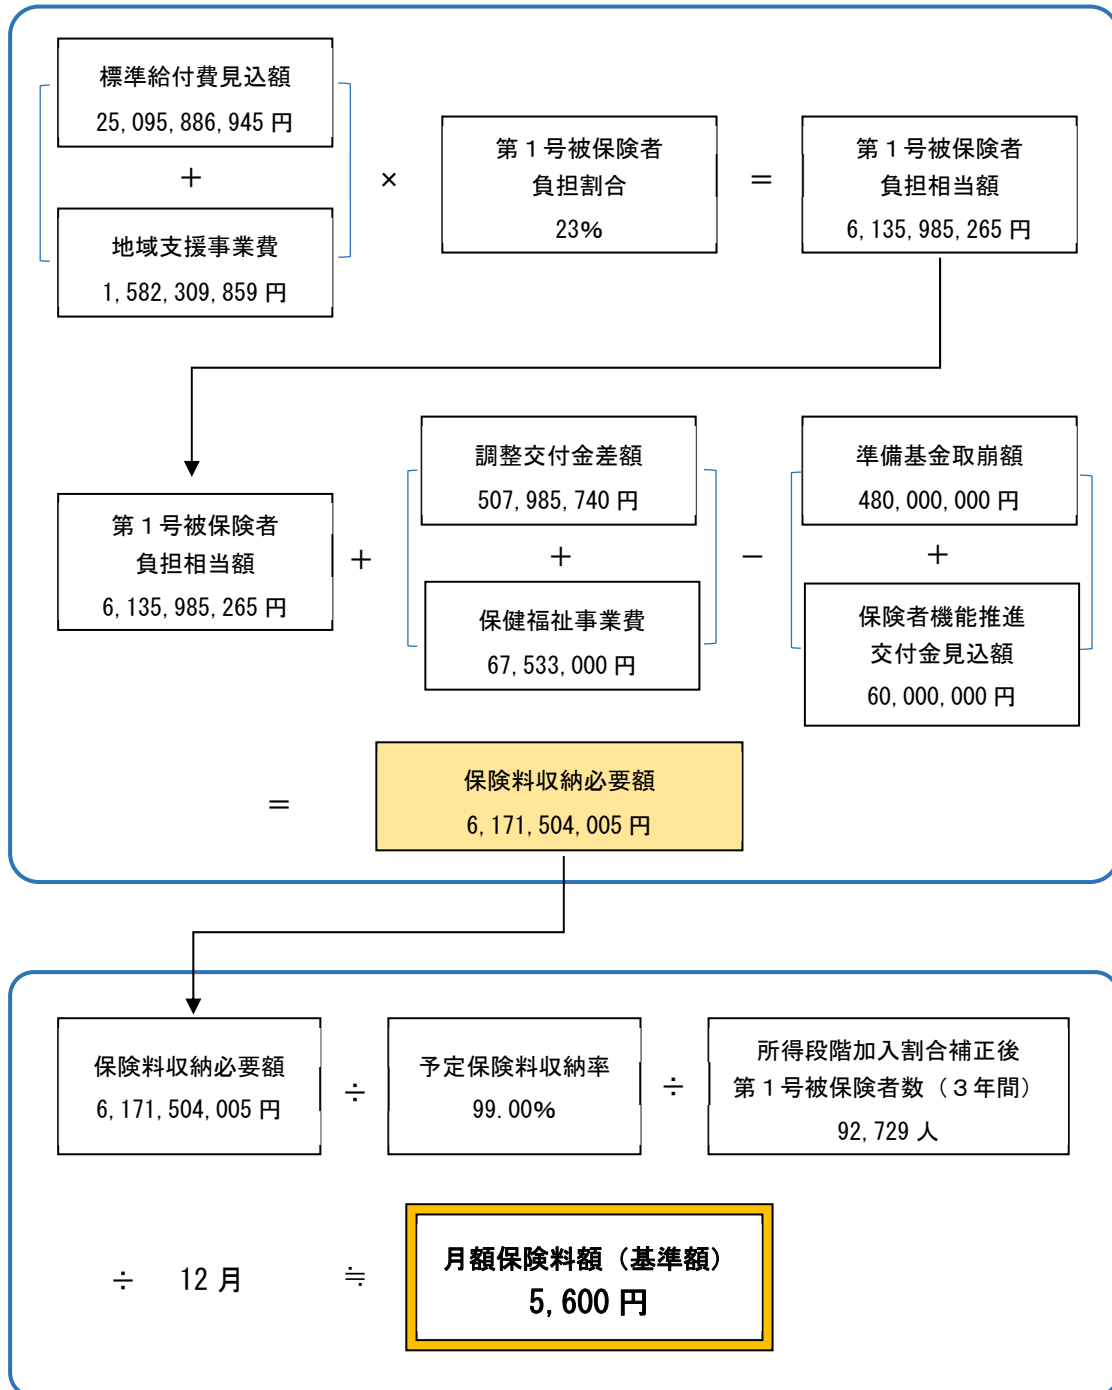 標準給付費見込額
25,095,886,945 円
＋
地域支援事業費
1,582,309,859 円
×
第１号被保険者
負担割合
23%
＝
第１号被保険者
負担相当額
6,135,985,265 円
第１号被保険者
負担相当額
6,135,985,265 円
＋
調整交付金差額
507,985,740 円
＋
保健福祉事業費
67,533,000 円
－
準備基金取崩額
480,000,000 円
＋
保険者機能推進
交付金見込額
60,000,000 円
＝
保険料収納必要額
6,171,504,005 円
保険料収納必要額
6,171,504,005 円
÷
予定保険料収納率
99.00%
÷
所得段階加入割合補正後
第１号被保険者数（３年間）
92,729 人
÷
12 月
≒
月額保険料額（基準額）
5,600 円